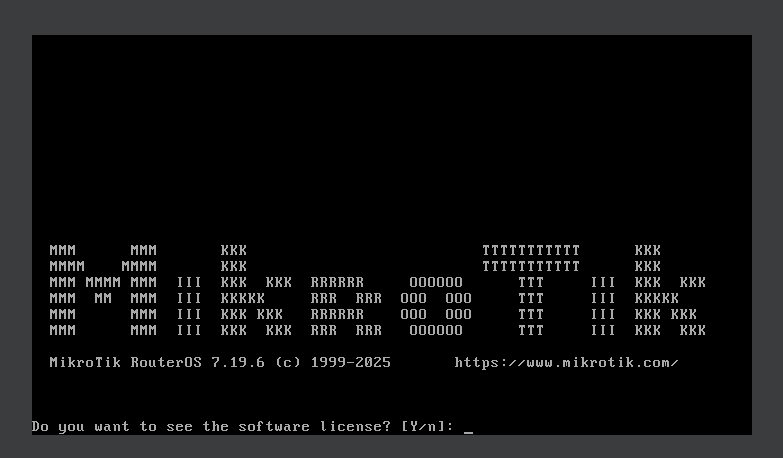 MMM      MMM       KKK                          TTTTTTTTTTT      KKK
MMMM    MMMM       KKK                          TTTTTTTTTTT      KKK
MMM MMMM MMM  III  KKK  KKK  RRRRRR     OOOOOO      TTT     III  KKK  KKK
MMM  MM  MMM  III  KKKKK     RRR  RRR  OOO  OOO     TTT     III  KKKKK
MMM      MMM  III  KKK KKK   RRRRRR    OOO  OOO     TTT     III  KKK KKK
MMM      MMM  III  KKK  KKK  RRR  RRR   OOOOOO      TTT     III  KKK  KKK
MikroTik RouterOS 7.19.6 (c) 1999-2025       https://www.mikrotik.com/
Do you want to see the software license? [Y/n]: _